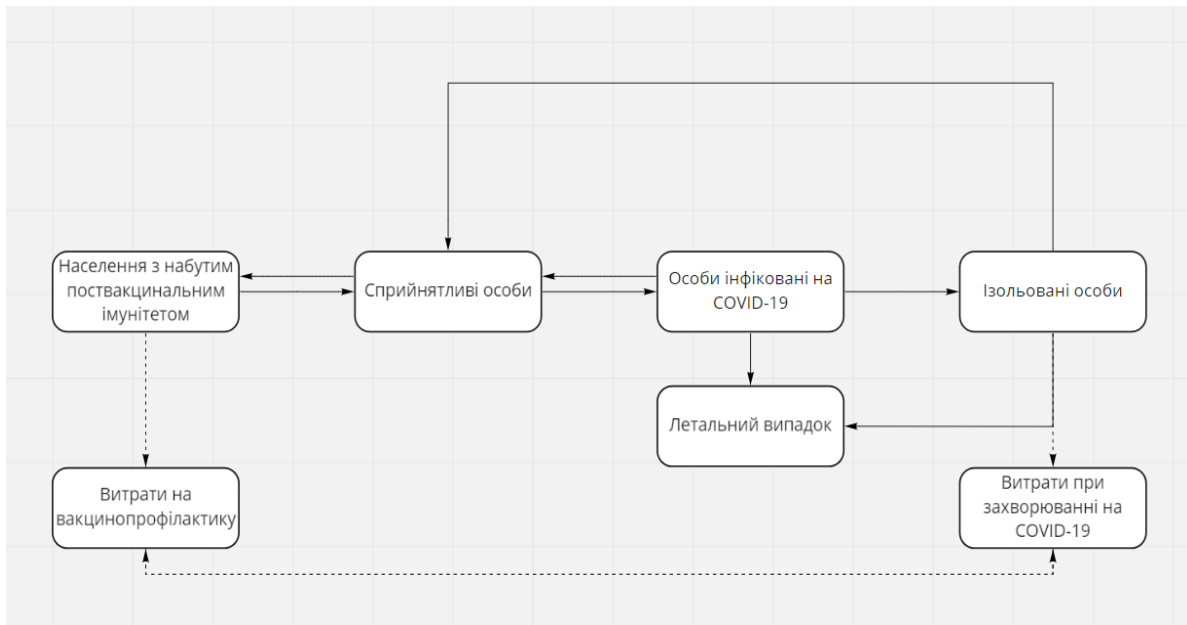 Населення з набутим
поствакцинальним
імунітетом
Сприйнятливі особи
Особи інфіковані на
COVID-19
Ізольовані особи
Летальний випадок
Витрати на
вакцинопрофілактику
Витрати при
захворюванні на
COVID-19